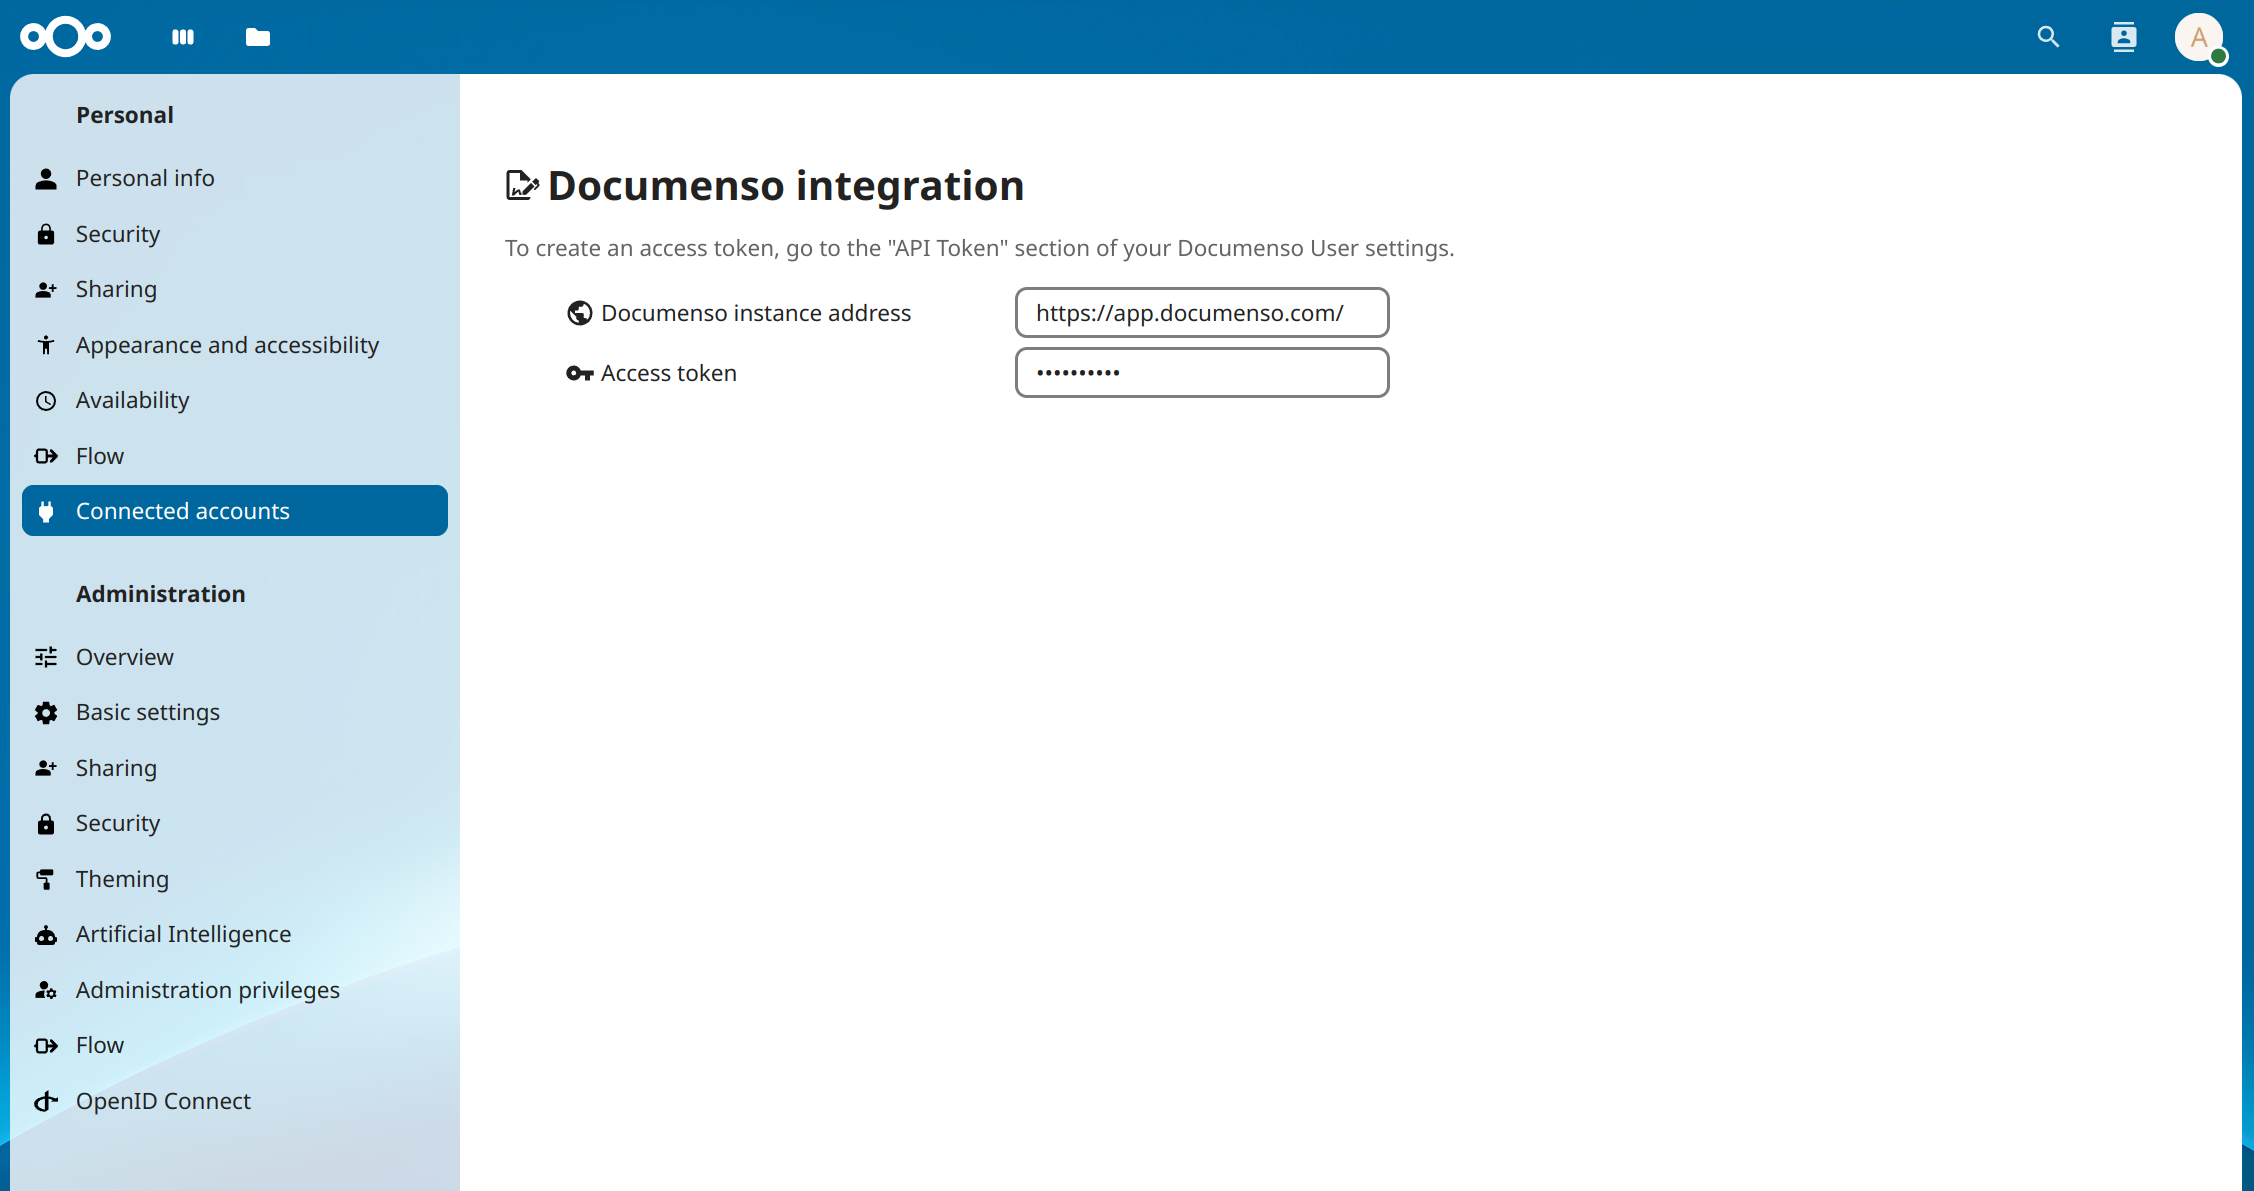 A
Personal
Personal info
Security
Sharing
Appearance and accessibility
Availability
Flow
Connected accounts
Administration
Overview
Basic settings
Sharing
Security
Theming
Artificial Intelligence
Administration privileges
Flow
OpenID Connect
Documenso integration
To create an access token, go to the "API Token" section of your Documenso User settings.
Documenso instance address https://app.documenso.com/
Access token ••••••••••